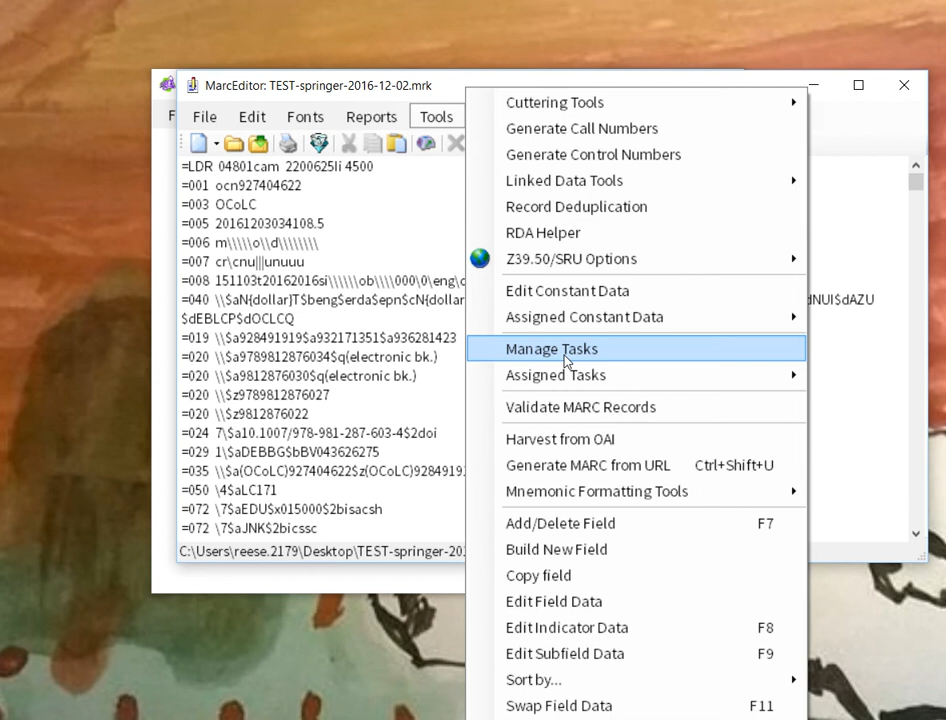 MarcEditor: TEST-springer-2016-12-02.mrk
F
File Edit Fonts Reports Tools
=LDR 04801cam 2200625Ii 4500
=001 ocn927404622
=003 OCoLC
=005 20161203034108.5
=006 m\\\\\o\\d\\\\\\\\
=007 cr\cnu|||unuuu
=008 151103t20162016si\\\\\\ob\\\\000\0\eng\c
=040 \\$aN{dollar}T$beng$erda$epn$cN{dollar dNUI$dAZU
$dEBLCP$dOCLCQ
=019 \\$a928491919$a932171351$a936281423
=020 \\$a9789812876034$q(electronic bk.)
=020 \\$a9812876030$q(electronic bk.)
=020 \\$z9789812876027
=020 \\$z9812876022
=024 7\$a10.1007/978-981-287-603-4$2doi
=029 1\$aDEBBG$bBV043626275
=035 \\$a(OCoLC)927404622$z(OCoLC)9284919
=050 \4$aLC171
=072 \7$aEDU$x015000$2bisacsh
=072 \7$aJNK$2bicssc
C:\Users\reese.2179\Desktop\TEST-springer-201
Cuttering Tools
Generate Call Numbers
Generate Control Numbers
Linked Data Tools
Record Deduplication
RDA Helper
Z39.50/SRU Options
Edit Constant Data
Assigned Constant Data
Manage Tasks
Assigned Tasks
Validate MARC Records
Harvest from OAI
Generate MARC from URL Ctrl+Shift+U
Mnemonic Formatting Tools
Add/Delete Field F7
Build New Field
Copy field
Edit Field Data
Edit Indicator Data F8
Edit Subfield Data F9
Sort by...
Swap Field Data F11